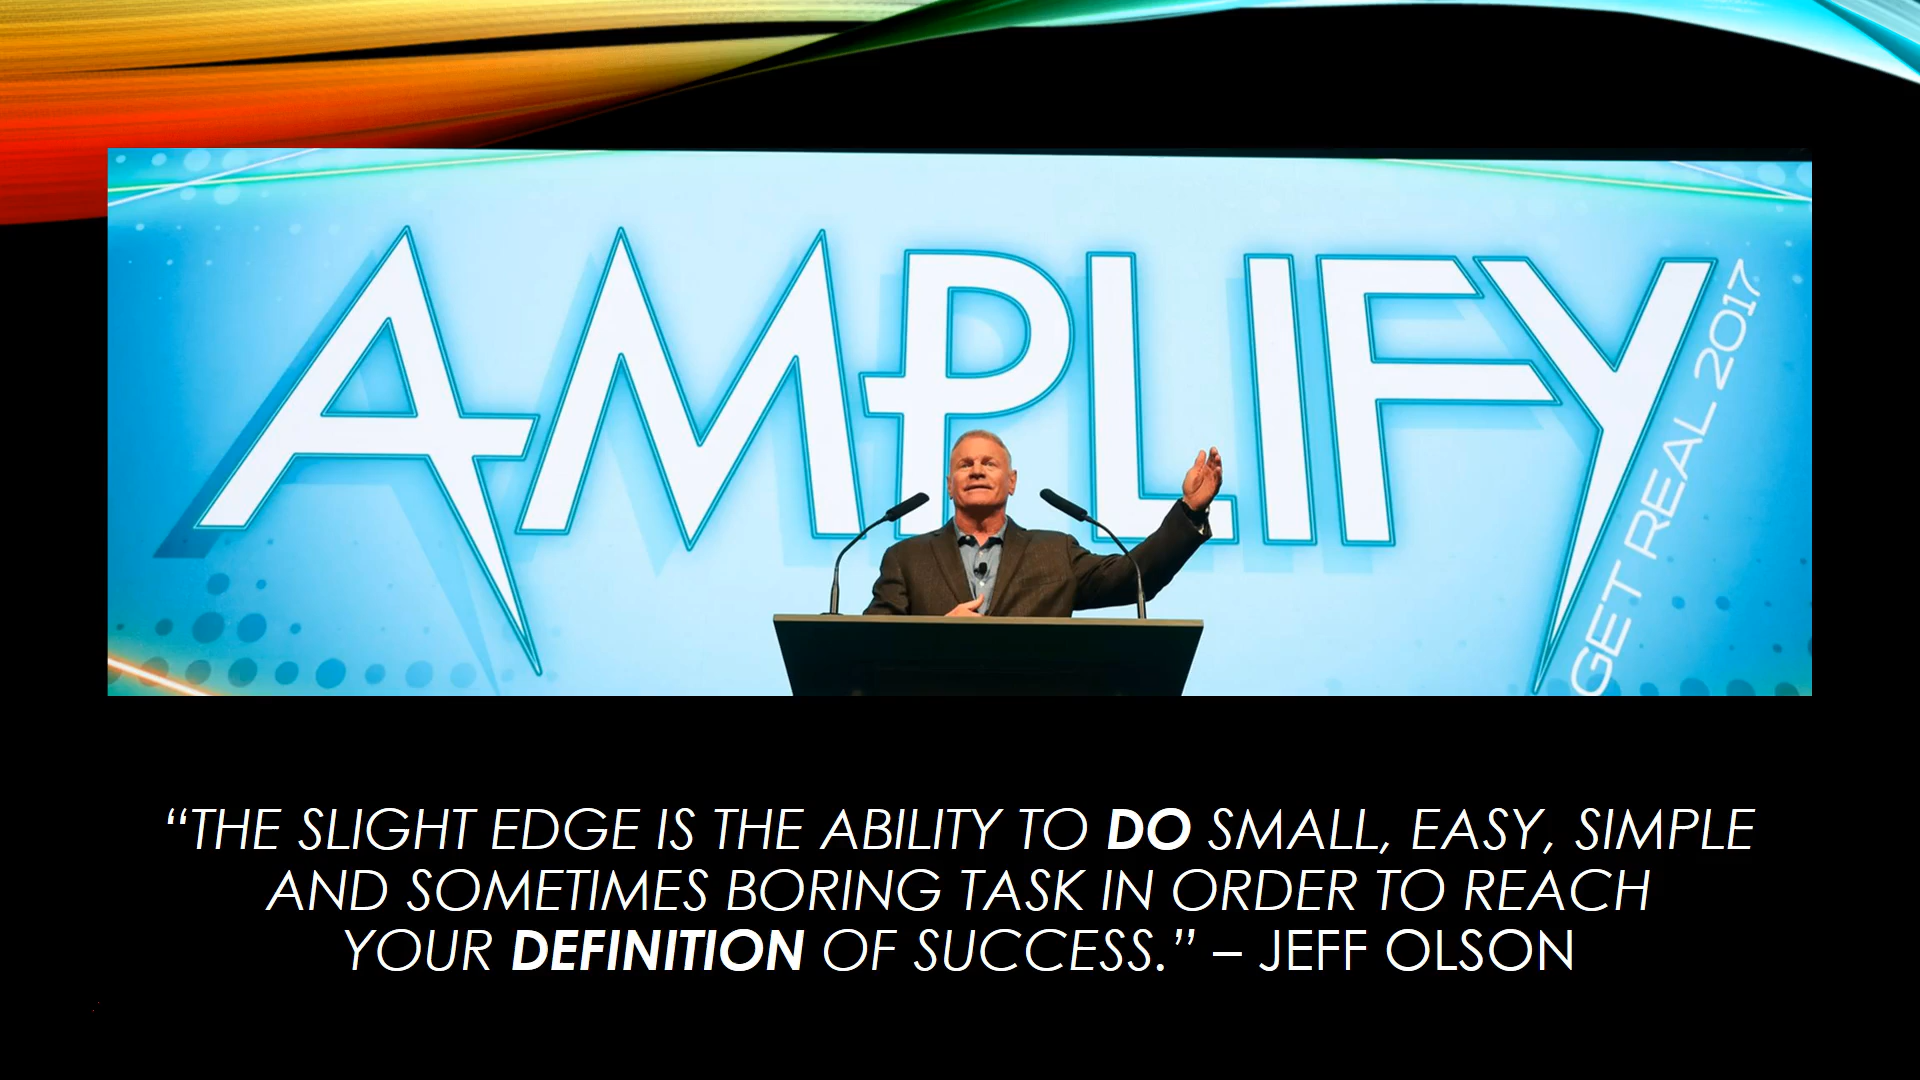 AMPLIFY
GET REAL 2017
“THE SLIGHT EDGE IS THE ABILITY TO DO SMALL, EASY, SIMPLE
AND SOMETIMES BORING TASK IN ORDER TO REACH
YOUR DEFINITION OF SUCCESS.” – JEFF OLSON